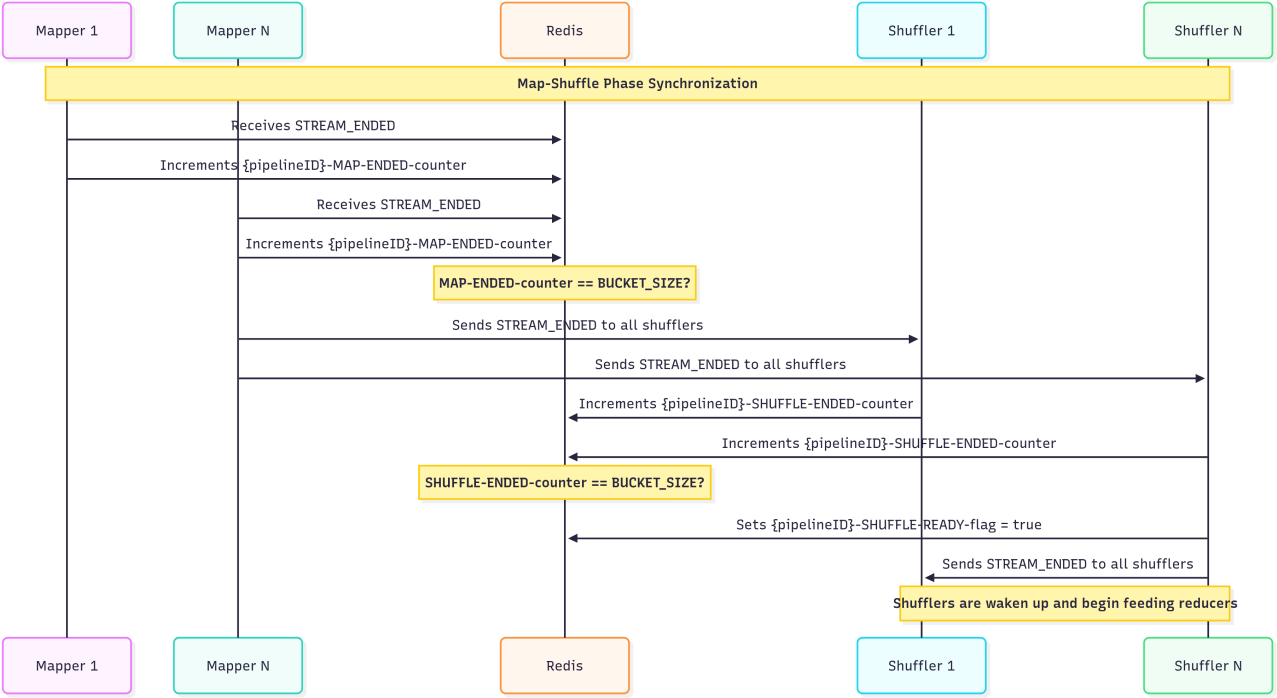 Mapper 1
Mapper N
Redis
Shuffler 1
Shuffler N
Map-Shuffle Phase Synchronization
Receives STREAM_ENDED
Increments {pipelineID}-MAP-ENDED-counter
Receives STREAM_ENDED
Increments {pipelineID}-MAP-ENDED-counter
MAP-ENDED-counter == BUCKET_SIZE?
Sends STREAM_ENDED to all shufflers
Sends STREAM_ENDED to all shufflers
Increments {pipelineID}-SHUFFLE-ENDED-counter
Increments {pipelineID}-SHUFFLE-ENDED-counter
SHUFFLE-ENDED-counter == BUCKET_SIZE?
Sets {pipelineID}-SHUFFLE-READY-flag = true
Sends STREAM_ENDED to all shufflers
Shufflers are waken up and begin feeding reducers
Mapper 1
Mapper N
Redis
Shuffler 1
Shuffler N